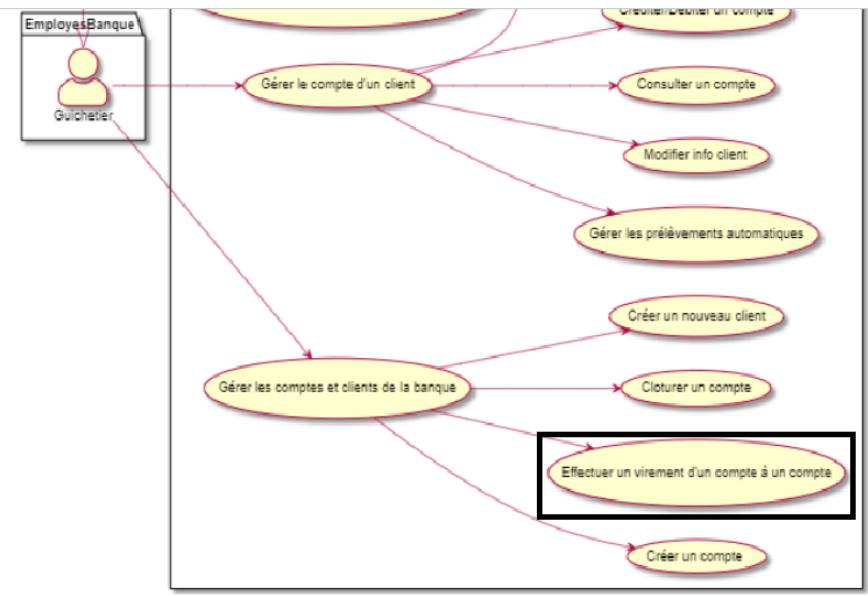 Créditer/Débiter un compte
EmployesBanque
Gérer le compte d'un client
Consulter un compte
Guichetier
Modifier info client
Gérer les prélèvements automatiques
Créer un nouveau client
Gérer les comptes et clients de la banque
Cloturer un compte
Effectuer un virement d'un compte à un compte
Créer un compte